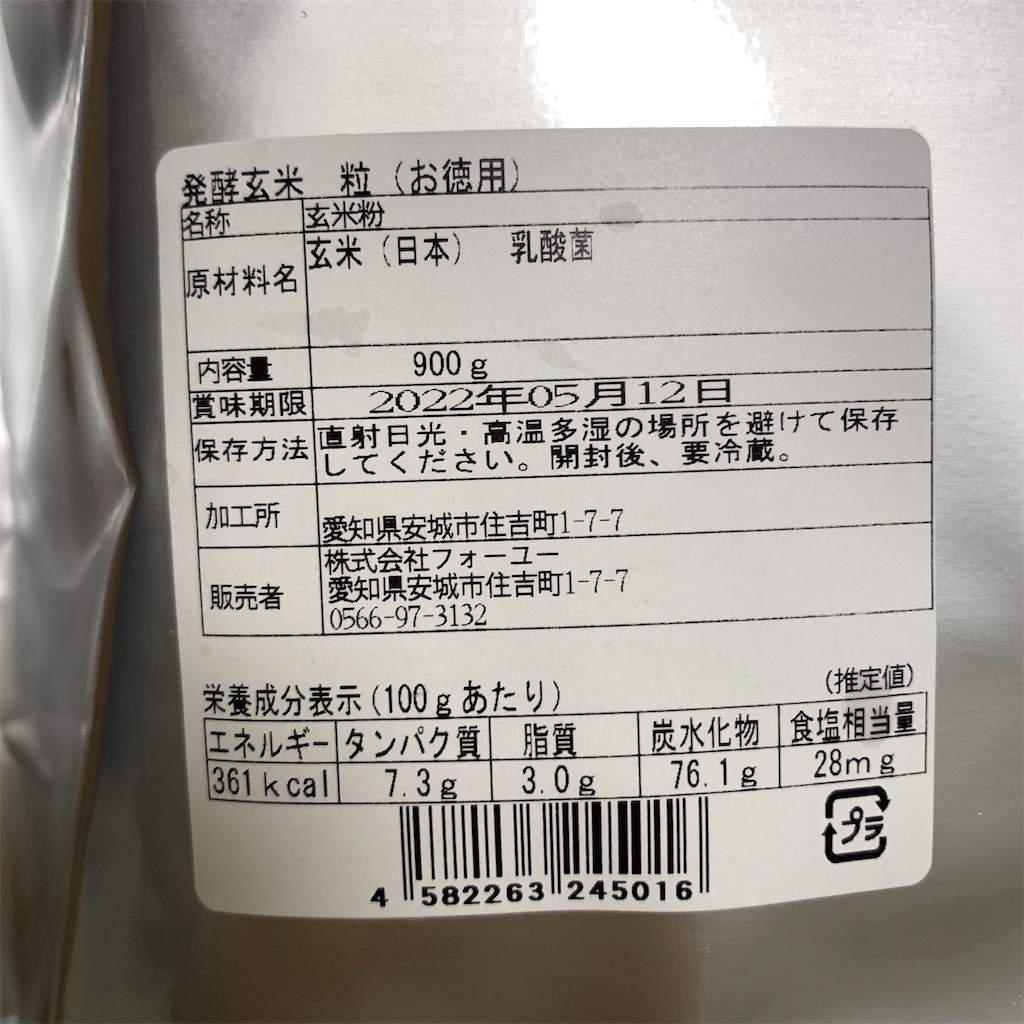 発酵玄米　粒（お徳用）
名称 玄米粉
原材料名 玄米（日本）　乳酸菌
内容量 900g
賞味期限 2022年05月12日
保存方法 直射日光・高温多湿の場所を避けて保存
してください。開封後、要冷蔵。
加工所 愛知県安城市住吉町1-7-7
販売者 株式会社フォーユー
愛知県安城市住吉町1-7-7
0566-97-3132
栄養成分表示(100gあたり) (推定値)
エネルギー タンパク質 脂質 炭水化物 食塩相当量
361kcal 7.3g 3.0g 76.1g 28mg
プラ
4 582263 245016